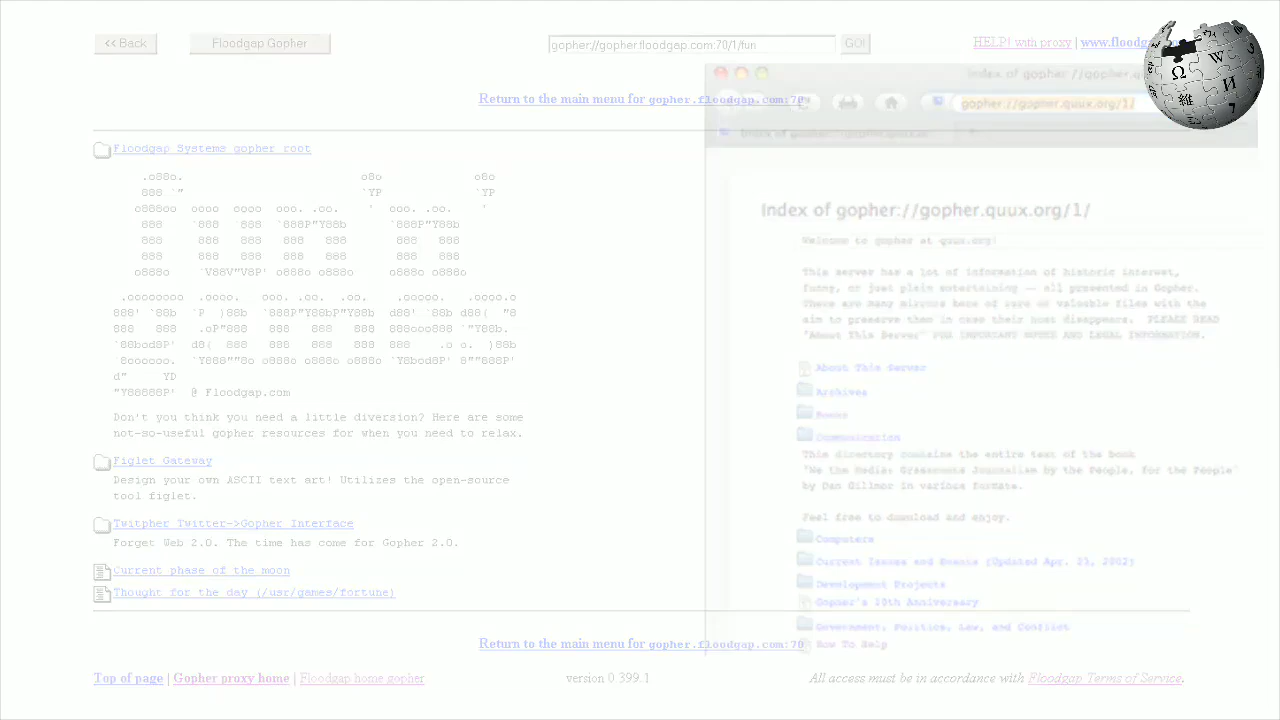 << Back
Floodgap Gopher
gopher://gopher.floodgap.com:70/1/fun
GO!
HELP! with proxy | www.floodg
Return to the main menu for gopher.floodgap.com:70
Floodgap Systems gopher root
@ Floodgap.com
Don't you think you need a little diversion? Here are some
not-so-useful gopher resources for when you need to relax.
Figlet Gateway
Design your own ASCII text art! Utilizes the open-source
tool figlet.
Twitpher Twitter->Gopher Interface
Forget Web 2.0. The time has come for Gopher 2.0.
Current phase of the moon
Thought for the day (/usr/games/fortune)
Return to the main menu for gopher.floodgap.com:70
Top of page | Gopher proxy home | Floodgap home gopher
version 0.399.1
All access must be in accordance with Floodgap Terms of Service.
Index of gopher://gopher.qu
gopher://gopher.quux.org/1/
Index of gopher://gopher.quux.org/1/
Welcome to gopher at quux.org!
This server has a lot of information of historic interest,
funny, or just plain entertaining -- all presented in Gopher.
There are many mirrors here of rare or valuable files with the
aim to preserve them in case their host disappears. PLEASE READ
"About This Server" FOR IMPORTANT NOTICE AND LEGAL INFORMATION.
About This Server
Archives
Books
Communication
This directory contains the entire text of the book
"We the Media: Grassroots Journalism by the People, for the People"
by Dan Gillmor in various formats.
Feel free to download and enjoy.
Computers
Current Issues and Events (Updated Apr. 23, 2002)
Development Projects
Gopher's 10th Anniversary
Government, Politics, Law, and Conflict
How To Help
Ω
W
И
維